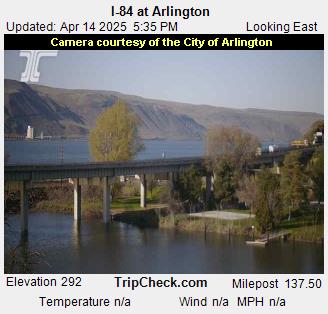 I-84 at Arlington
Updated: Apr 14 2025 5:35 PM Looking East
Camera courtesy of the City of Arlington
Elevation 292 TripCheck.com Milepost 137.50
Temperature n/a Wind n/a MPH n/a